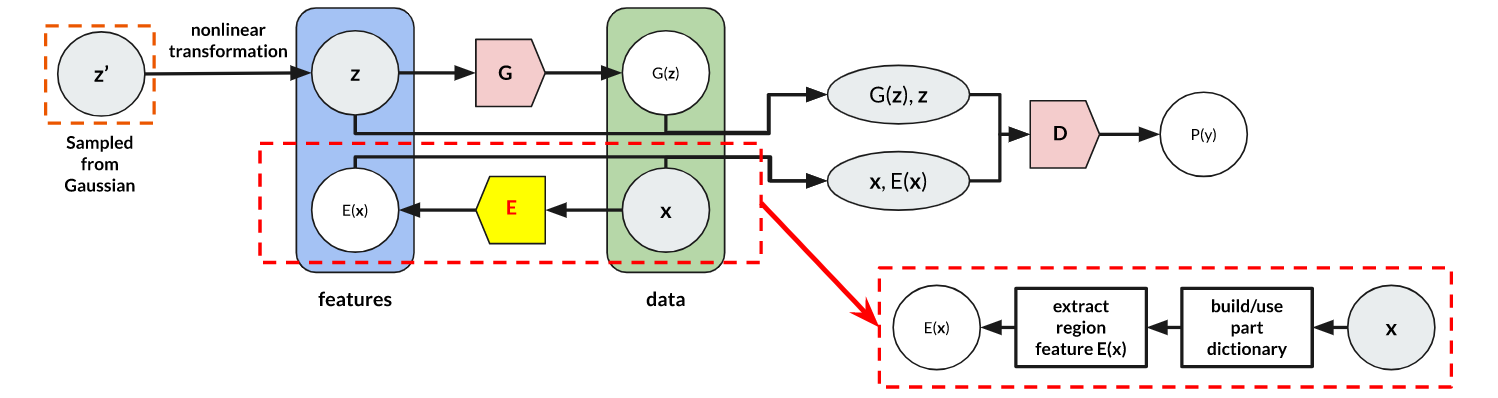 z’
Sampled
from
Gaussian
nonlinear
transformation
z
G
G(z)
E(x)
E
x
features
data
G(z), z
x, E(x)
D
P(y)
E(x)
extract
region
feature E(x)
build/use
part
dictionary
x